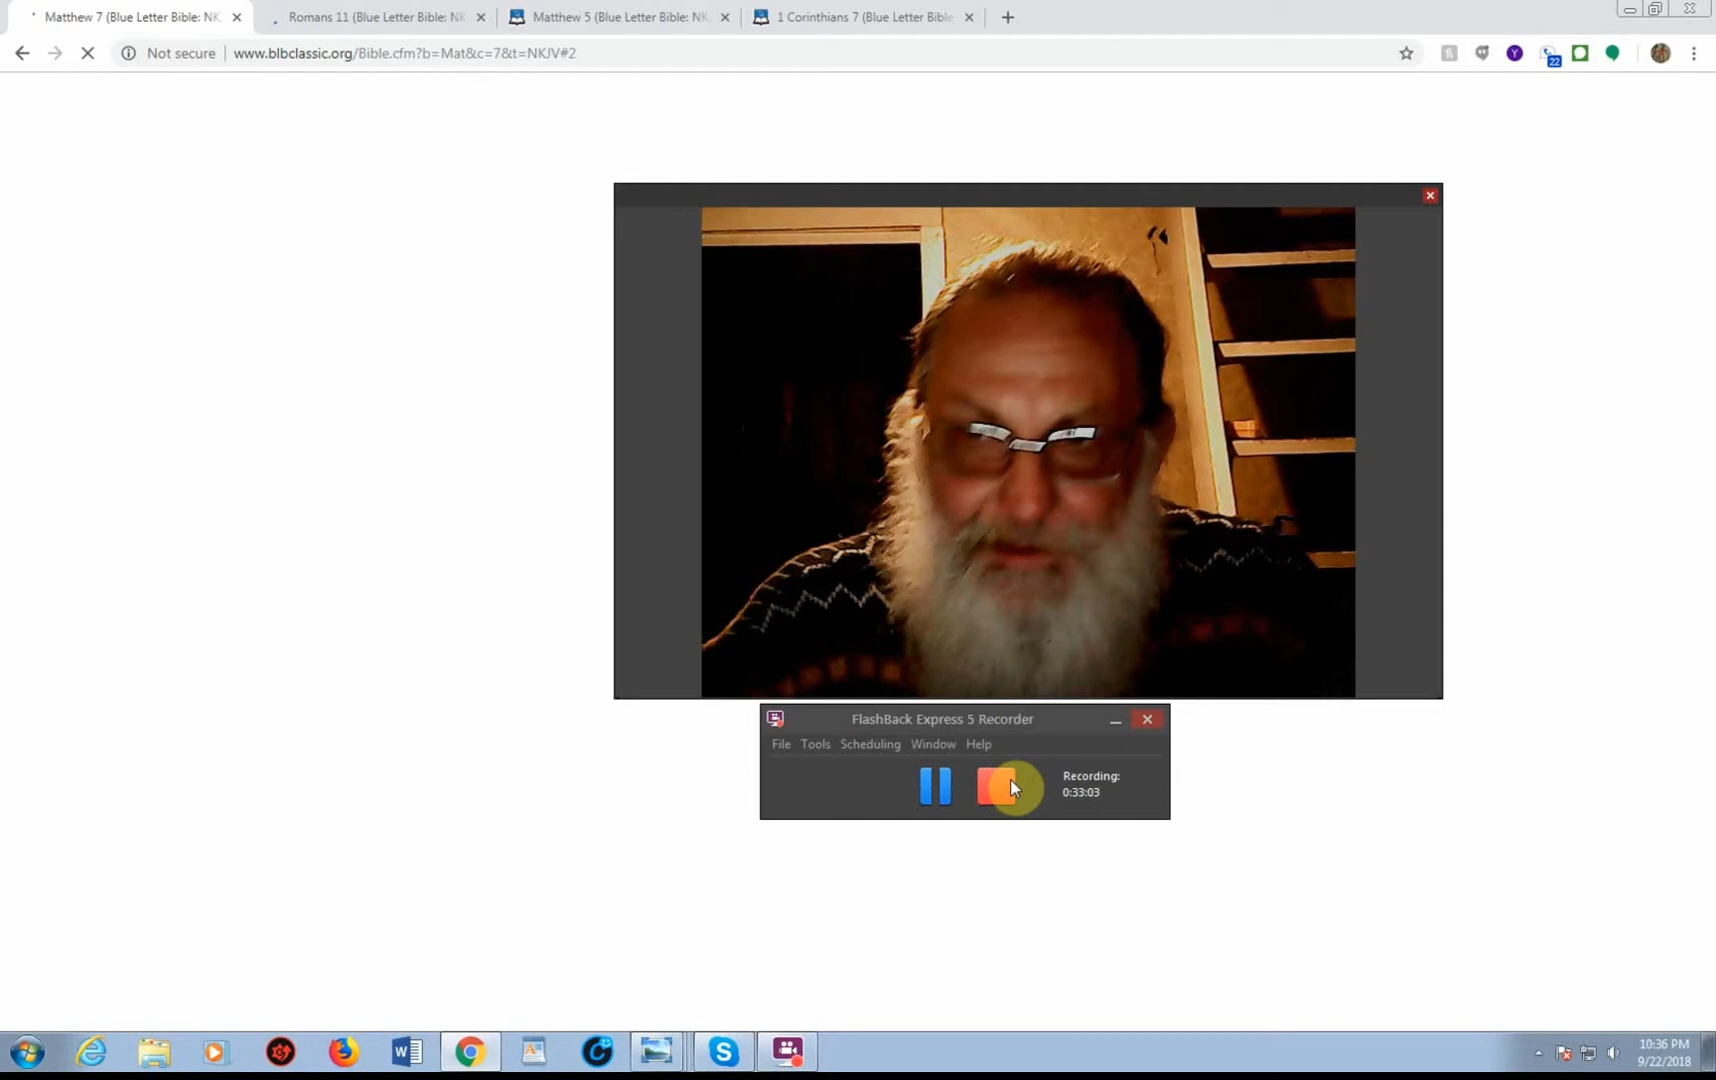 Matthew 7 (Blue Letter Bible: NK
Romans 11 (Blue Letter Bible: NK
Matthew 5 (Blue Letter Bible: NK
1 Corinthians 7 (Blue Letter Bible
Not secure
www.blbclassic.org/Bible.cfm?b=Mat&c=7&t=NKJV#2
Y
22
FlashBack Express 5 Recorder
File Tools Scheduling Window Help
Recording:
0:33:03
10:36 PM
9/22/2018